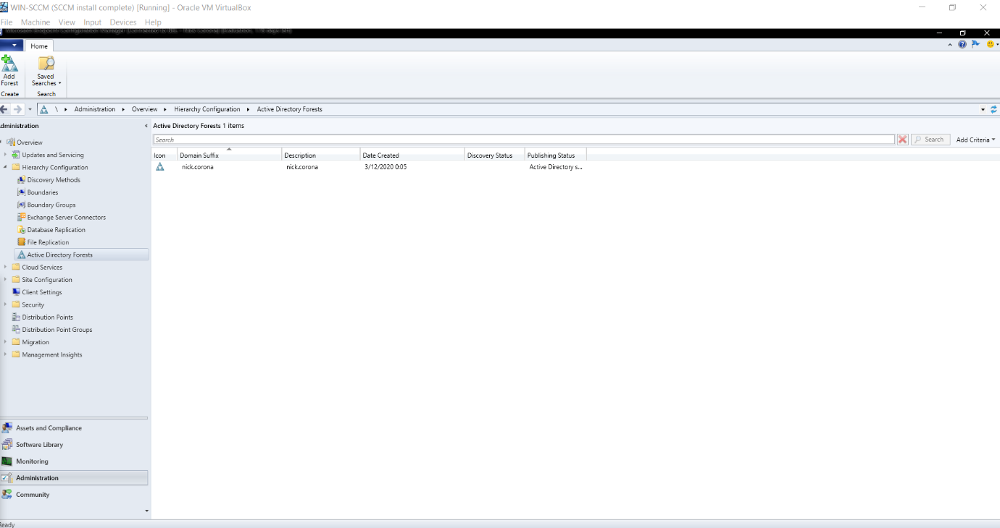 WIN-SCCM (SCCM install complete) [Running] - Oracle VM VirtualBox
File Machine View Input Devices Help
Home
Add Forest
Saved Searches
Create
Search
\ Administration Overview Hierarchy Configuration Active Directory Forests
dministration
Active Directory Forests 1 items
Search
Search
Add Criteria
Icon Domain Suffix Description Date Created Discovery Status Publishing Status
nick.corona nick.corona 3/12/2020 0:05 Active Directory s...
Overview
Updates and Servicing
Hierarchy Configuration
Discovery Methods
Boundaries
Boundary Groups
Exchange Server Connectors
Database Replication
File Replication
Active Directory Forests
Cloud Services
Site Configuration
Client Settings
Security
Distribution Points
Distribution Point Groups
Migration
Management Insights
Assets and Compliance
Software Library
Monitoring
Administration
Community
Ready